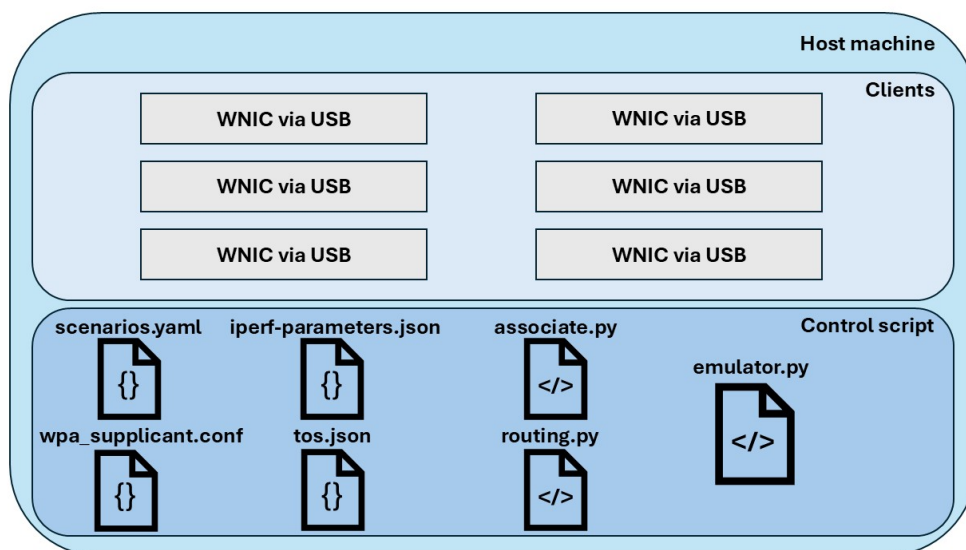 Host machine
Clients
WNIC via USB WNIC via USB
WNIC via USB WNIC via USB
WNIC via USB WNIC via USB
Control script
scenarios.yaml iperf-parameters.json associate.py
emulator.py
{} {} </>
</>
wpa_supplicant.conf tos.json routing.py
{} {} </>